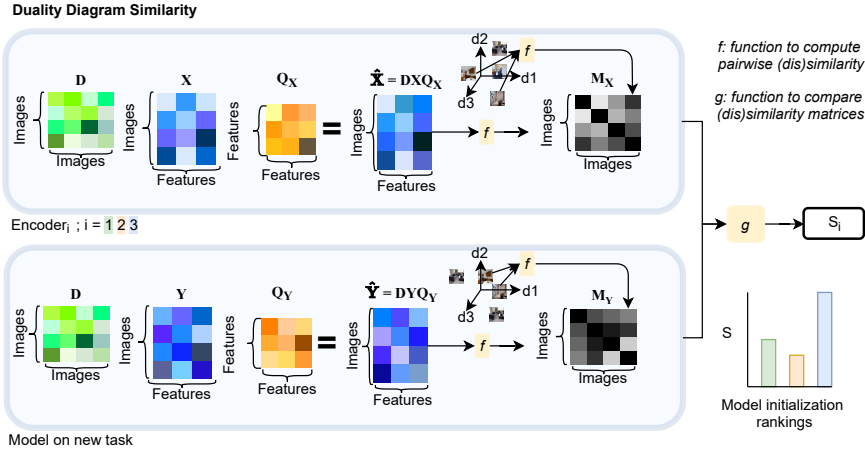 Duality Diagram Similarity
D
X
Q_X
X̂ = DXQ_X
d2
f
d1
d3
M_X
Images
Images
Images
Features
Features
=
Images
Features
f
Images
Images
f: function to compute
pairwise (dis)similarity
g: function to compare
(dis)similarity matrices
Encoder_i ; i = 1 2 3
g
S_i
D
Y
Q_Y
Ŷ = DYQ_Y
d2
f
d1
d3
M_Y
Images
Images
Images
Features
Features
Features
=
Images
Features
f
Images
Images
S
Model initialization
rankings
Model on new task